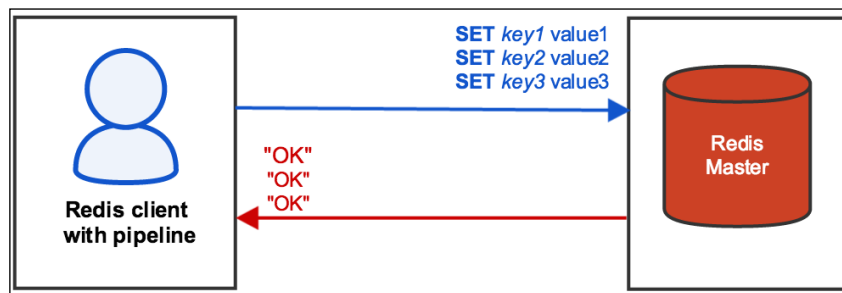 SET key1 value1
SET key2 value2
SET key3 value3
"OK"
"OK"
"OK"
Redis client
with pipeline
Redis
Master